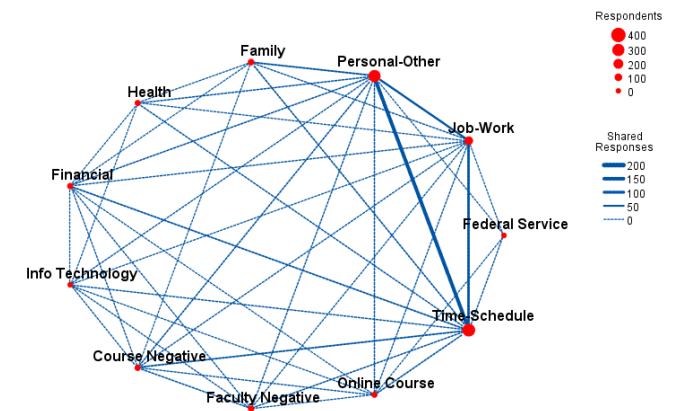 Respondents
400
300
200
100
0
Family
Personal-Other
Health
Job-Work
Shared
Responses
200
150
100
50
0
Financial
Federal Service
Info Technology
Time-Schedule
Course Negative
Online Course
Faculty Negative